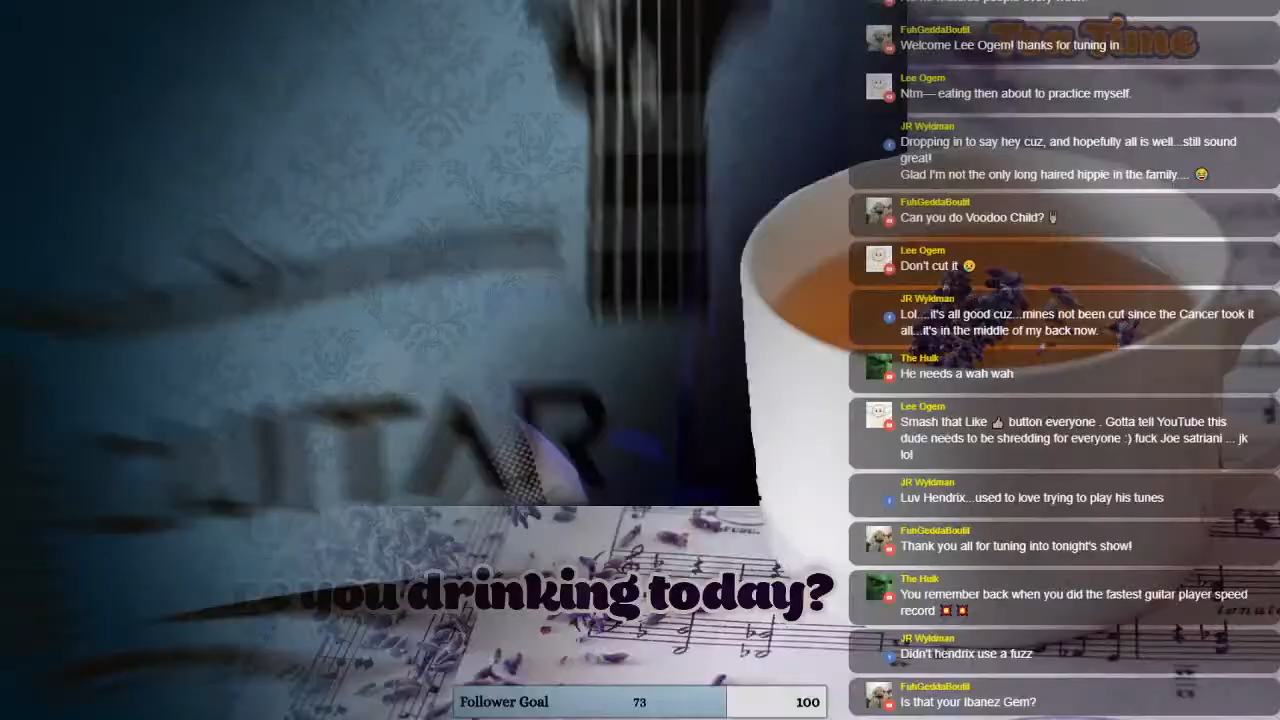 Tea Time
FuhGeddaBoutit
Welcome Lee Ogem! thanks for tuning in
Lee Ogem
Ntm— eating then about to practice myself.
JR Wyldman
Dropping in to say hey cuz, and hopefully all is well...still sound
great!
Glad I'm not the only long haired hippie in the family.... 😂
FuhGeddaBoutit
Can you do Voodoo Child? 🤘
Lee Ogem
Don't cut it 😢
JR Wyldman
Lol....it's all good cuz...mines not been cut since the Cancer took it
all...it's in the middle of my back now.
The Hulk
He needs a wah wah
Lee Ogem
Smash that Like 👍 button everyone . Gotta tell YouTube this
dude needs to be shredding for everyone :) fuck Joe satriani ... jk
lol
JR Wyldman
Luv Hendrix...used to love trying to play his tunes
FuhGeddaBoutit
Thank you all for tuning into tonight's show!
The Hulk
You remember back when you did the fastest guitar player speed
record 💥💥
JR Wyldman
Didn't hendrix use a fuzz
FuhGeddaBoutit
Is that your Ibanez Gem?
ITAR
you drinking today?
Follower Goal 73 100